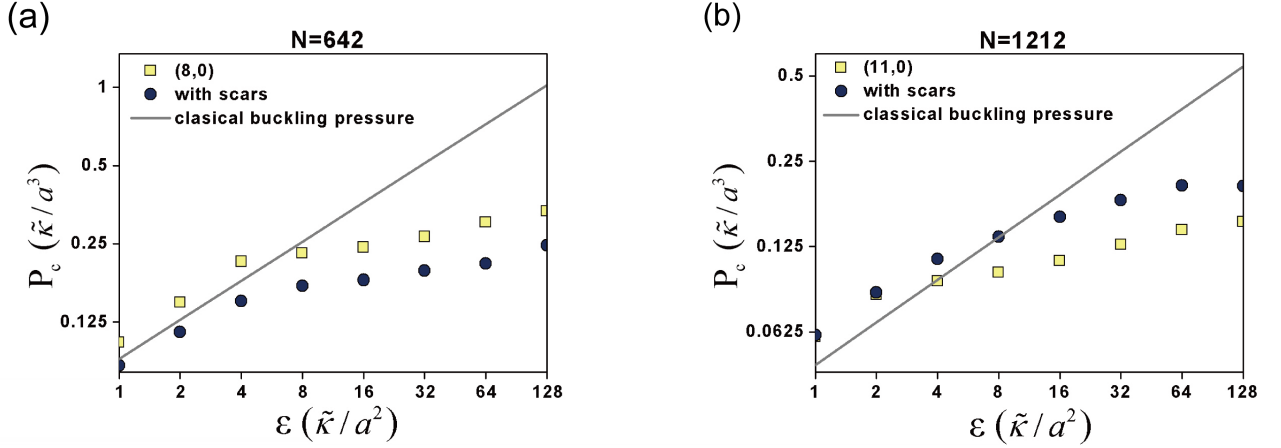 (a)
N=642
(8,0)
with scars
clasical buckling pressure
1
0.5
0.25
0.125
P_c (κ̃/a³)
1 2 4 8 16 32 64 128
ε (κ̃/a²)
(b)
N=1212
(11,0)
with scars
classical buckling pressure
0.5
0.25
0.125
0.0625
P_c (κ̃/a³)
1 2 4 8 16 32 64 128
ε (κ̃/a²)